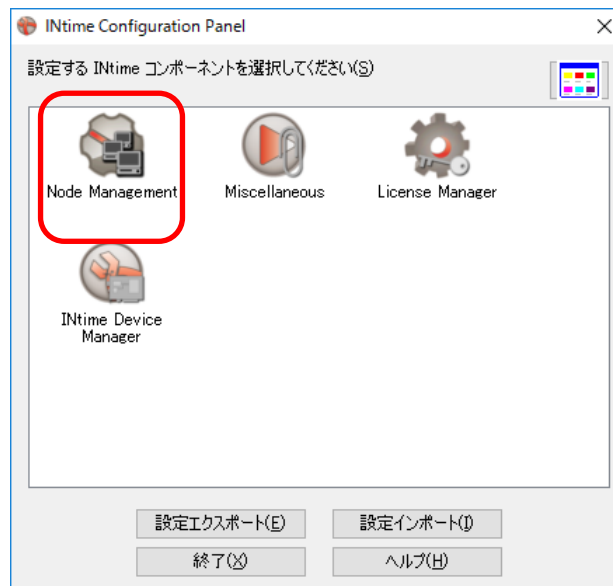 INtime Configuration Panel
設定する INtime コンポーネントを選択してください(S)
Node Management
Miscellaneous
License Manager
INtime Device
Manager
設定エクスポート(E)
設定インポート(I)
終了(X)
ヘルプ(H)